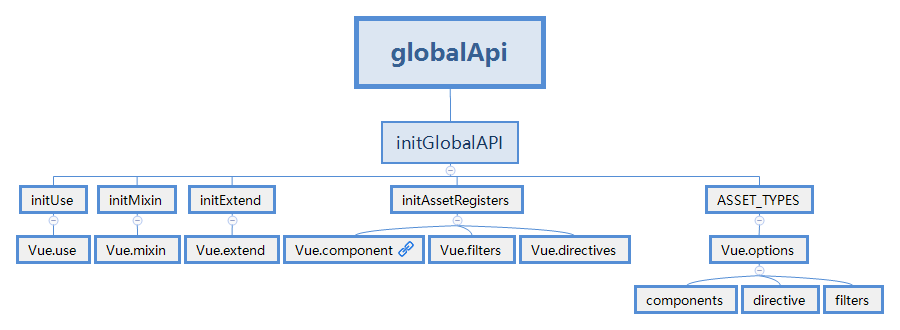 globalApi
initGlobalAPI
initUse
initMixin
initExtend
initAssetRegisters
ASSET_TYPES
Vue.use
Vue.mixin
Vue.extend
Vue.component
Vue.filters
Vue.directives
Vue.options
components
directive
filters